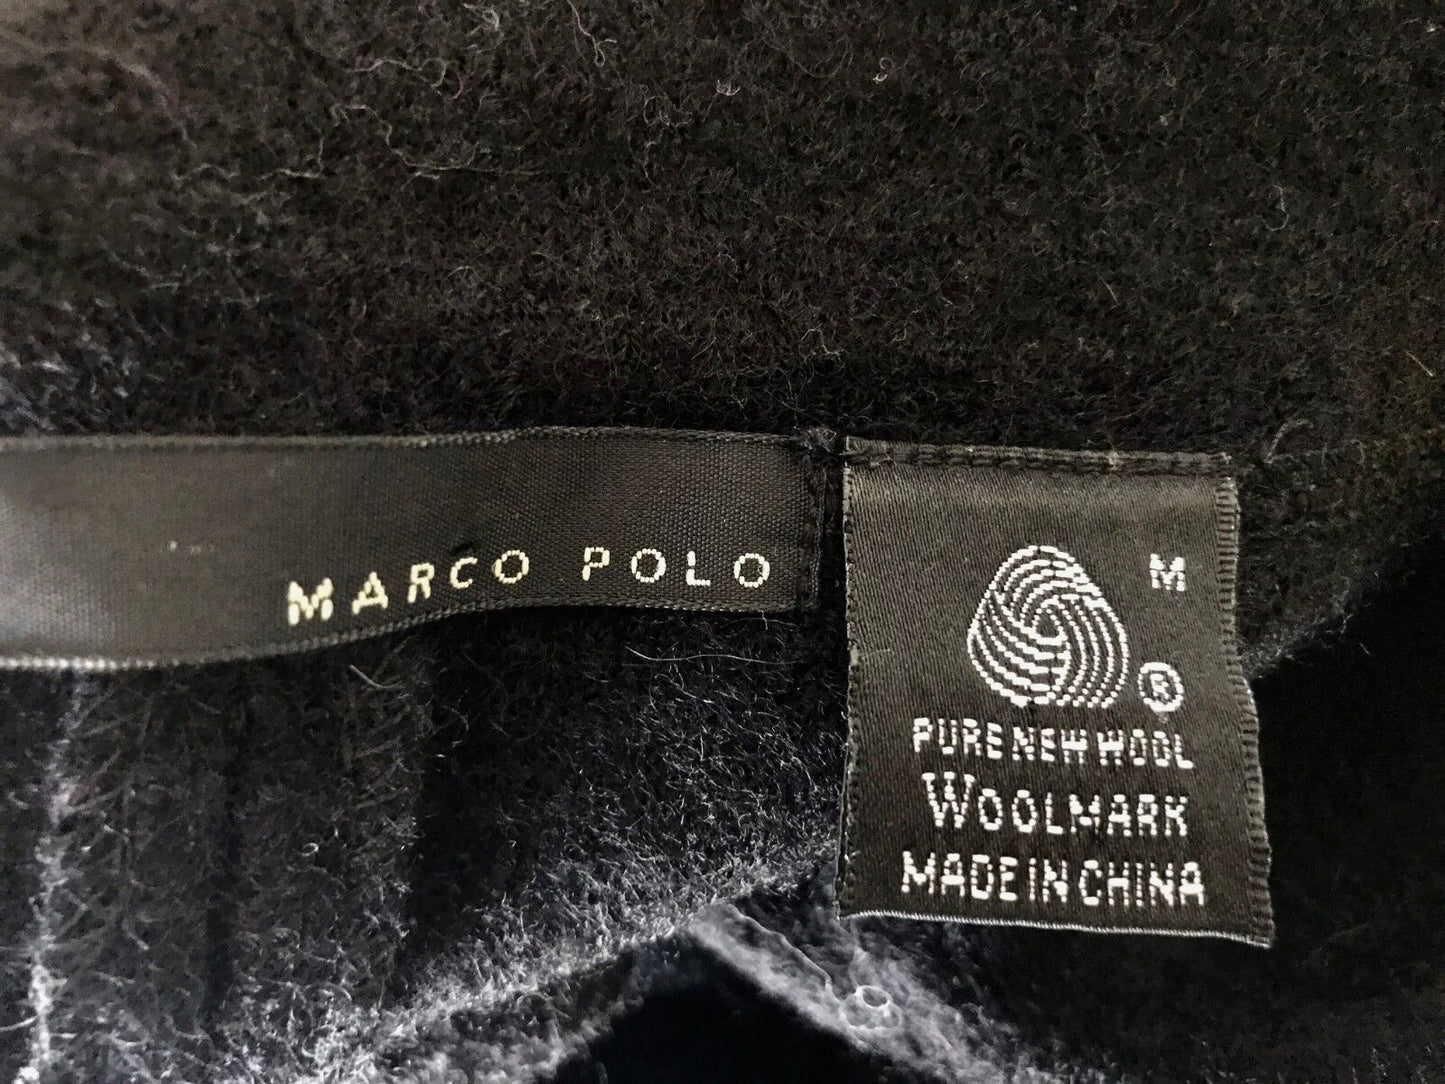 MARCO POLO
M
®
PURE NEW WOOL
WOOLMARK
MADE IN CHINA